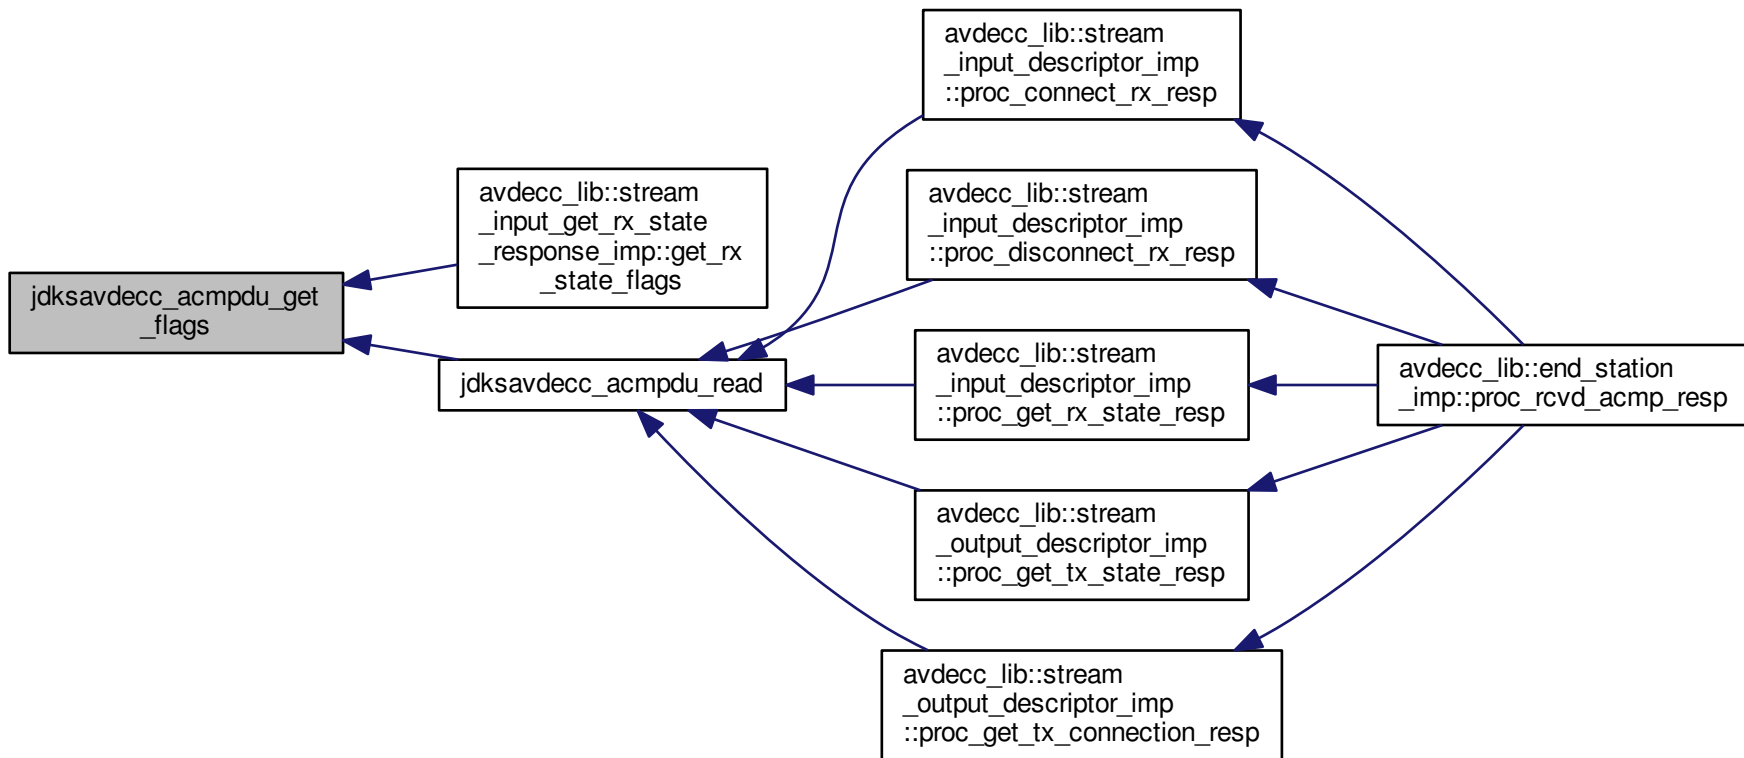 jdksavdecc_acmpdu_get
_flags
avdecc_lib::stream
_input_get_rx_state
_response_imp::get_rx
_state_flags
jdksavdecc_acmpdu_read
avdecc_lib::stream
_input_descriptor_imp
::proc_connect_rx_resp
avdecc_lib::stream
_input_descriptor_imp
::proc_disconnect_rx_resp
avdecc_lib::stream
_input_descriptor_imp
::proc_get_rx_state_resp
avdecc_lib::stream
_output_descriptor_imp
::proc_get_tx_state_resp
avdecc_lib::stream
_output_descriptor_imp
::proc_get_tx_connection_resp
avdecc_lib::end_station
_imp::proc_rcvd_acmp_resp